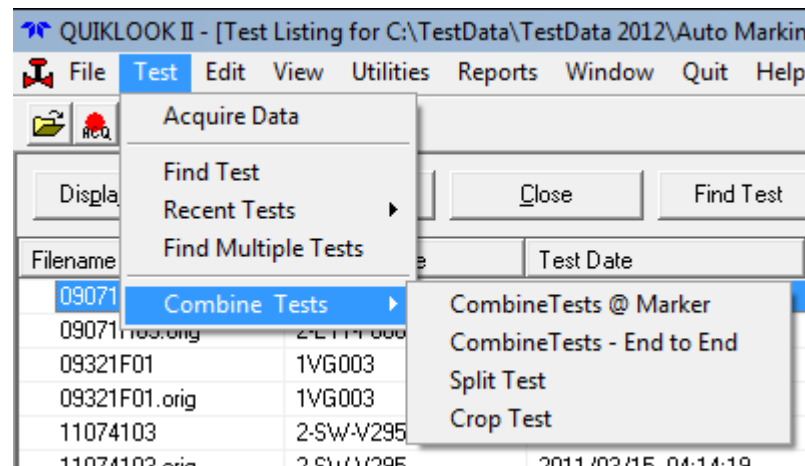 QUIKLOOK II - [Test Listing for C:\TestData\TestData 2012\Auto Markin
File Test Edit View Utilities Reports Window Quit Help
ACQ
Acquire Data
Find Test
Recent Tests
Find Multiple Tests
Combine Tests
CombineTests @ Marker
CombineTests - End to End
Split Test
Crop Test
Close Find Test
Filename Test Date
09321F01 1VG003
09321F01.orig 1VG003
11074103 2-SW-V295